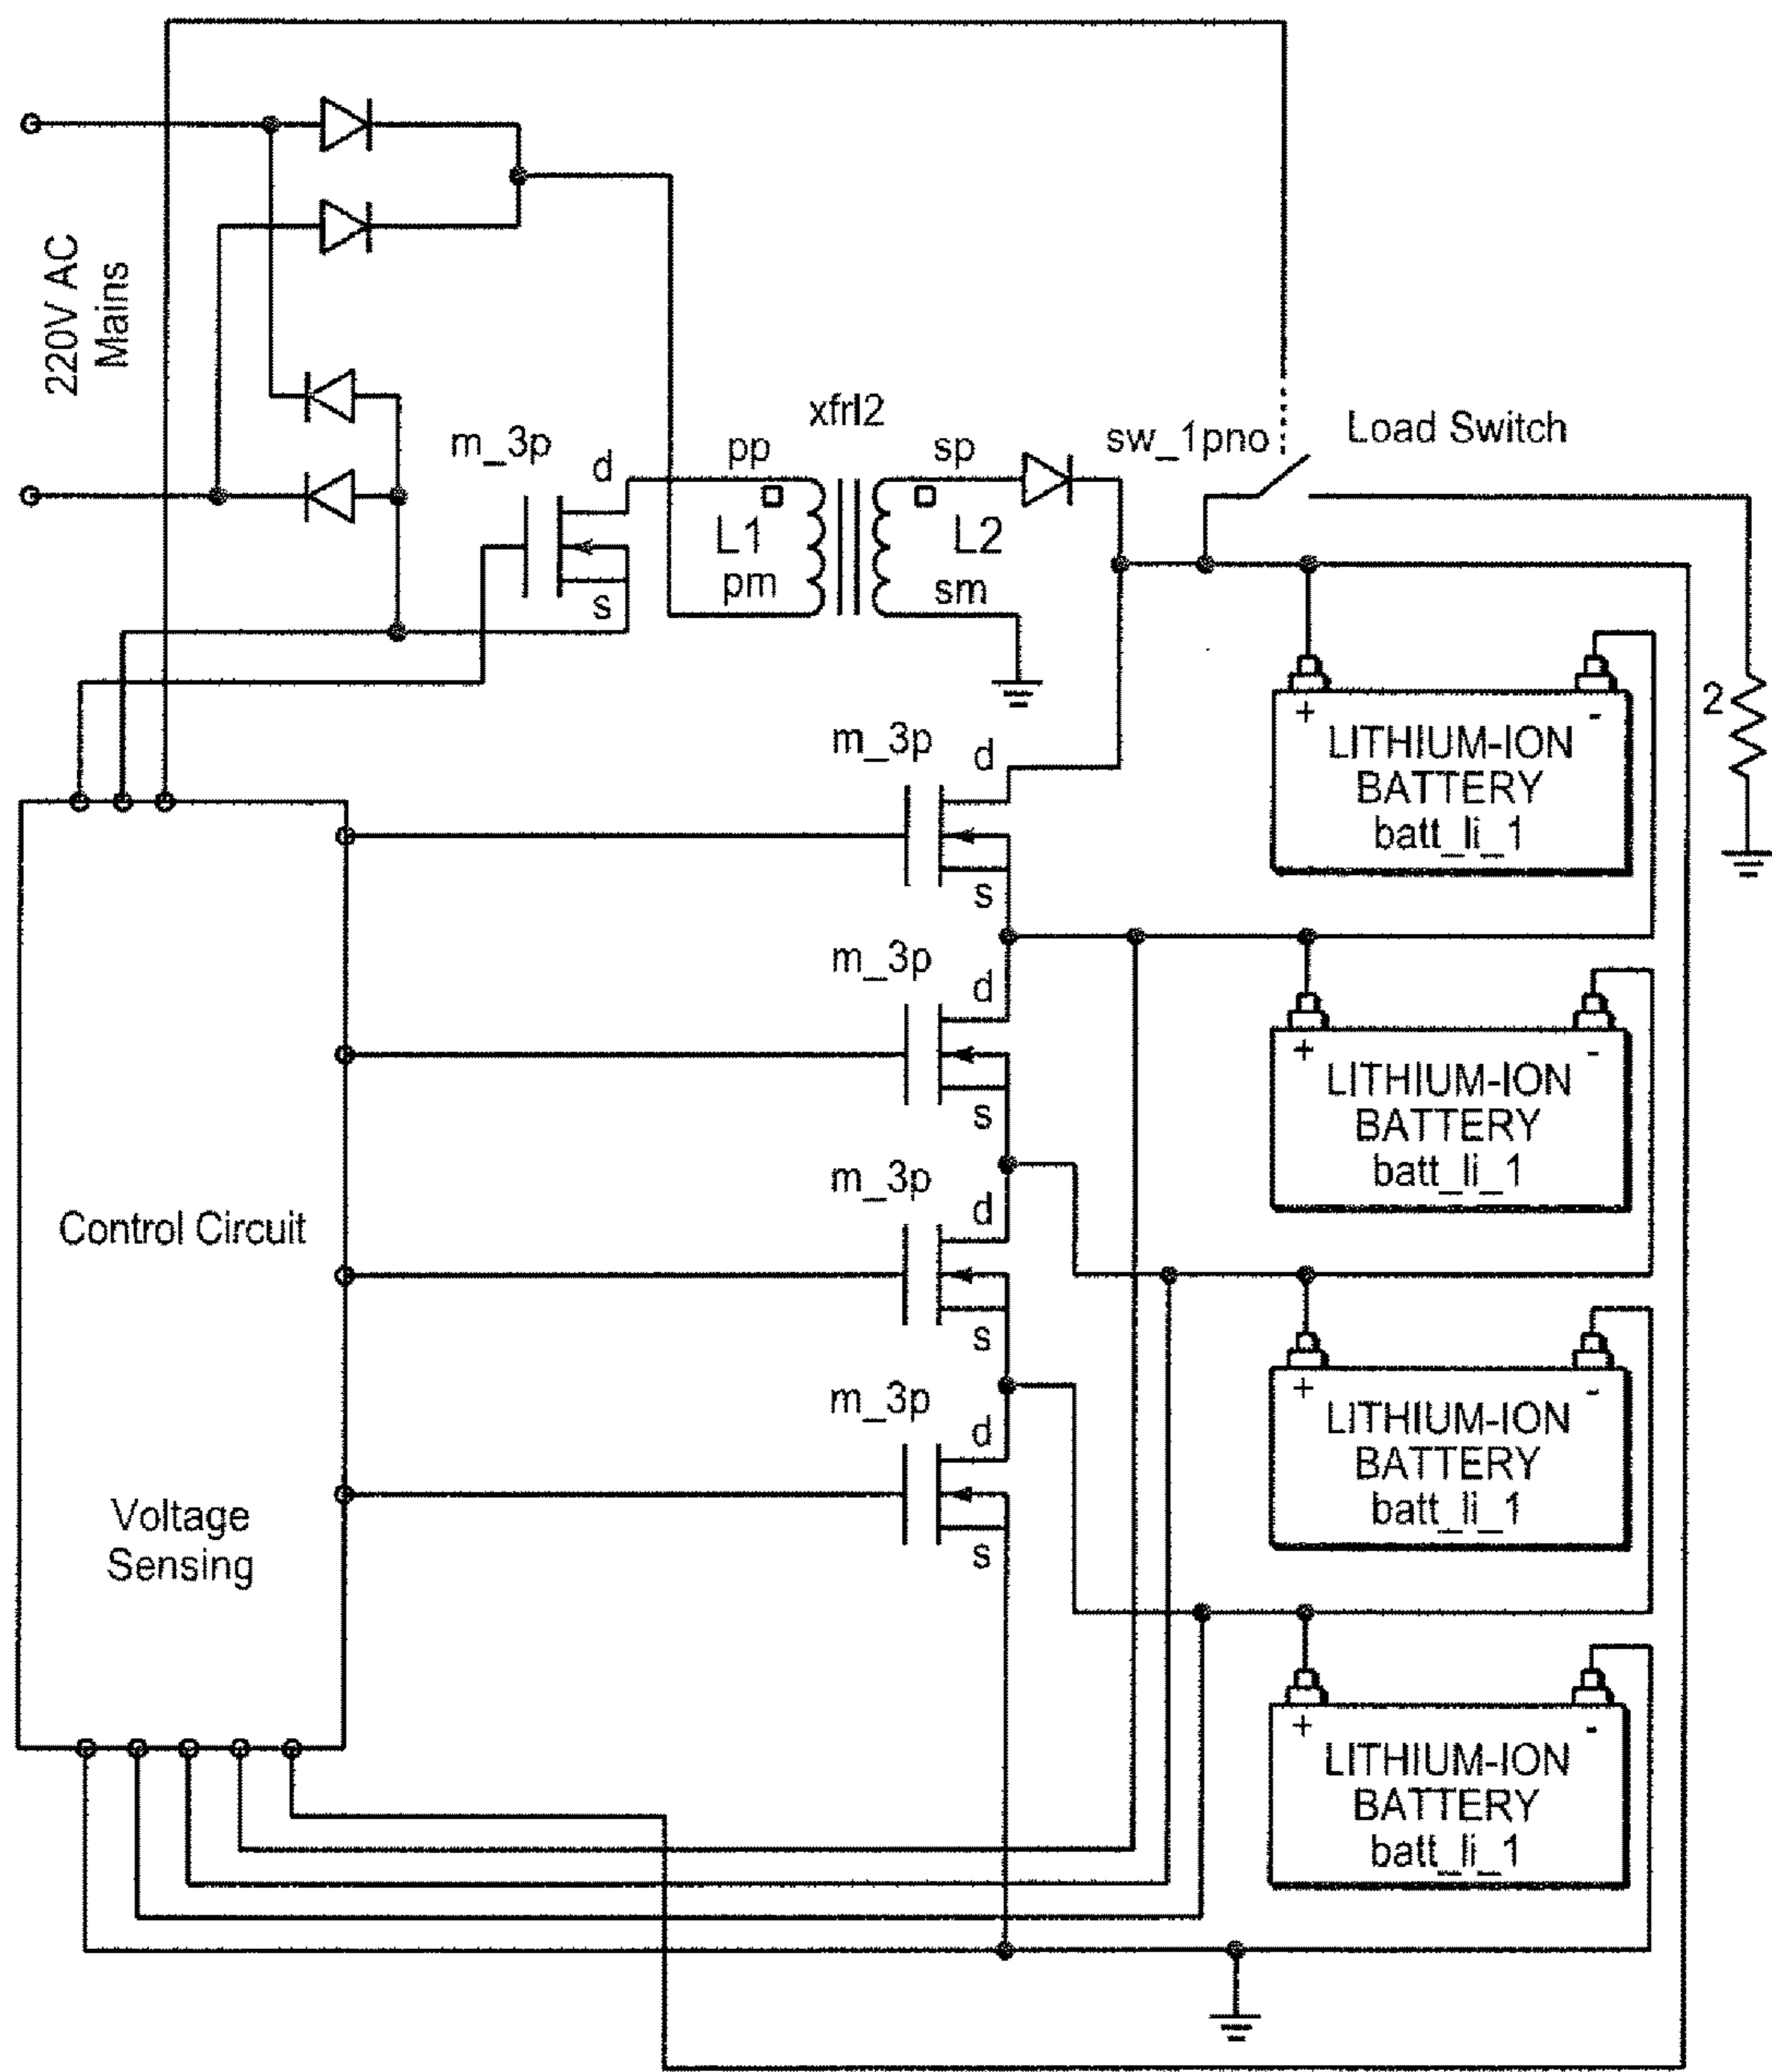 220V AC
Mains
m_3p
d
s
pp
L1
pm
xfrl2
sp
L2
sm
sw_1pno
Load Switch
2
+
-
LITHIUM-ION
BATTERY
batt_li_1
m_3p
d
s
m_3p
d
s
+
-
LITHIUM-ION
BATTERY
batt_li_1
m_3p
d
s
+
-
LITHIUM-ION
BATTERY
batt_li_1
m_3p
d
s
+
-
LITHIUM-ION
BATTERY
batt_li_1
Control Circuit
Voltage
Sensing